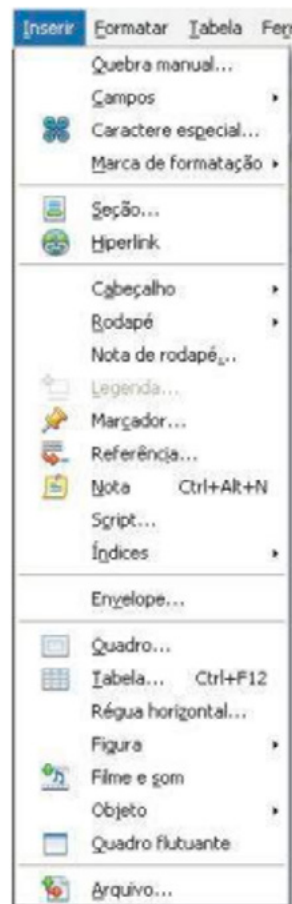 Inserir Formatar Tabela Fer
Quebra manual...
Campos
Caractere especial...
Marca de formatação
Seção...
Hiperlink
Cabeçalho
Rodapé
Nota de rodapé...
Legenda...
Marcador...
Referência...
Nota Ctrl+Alt+N
Script...
Índices
Envelope...
Quadro...
Tabela... Ctrl+F12
Régua horizontal...
Figura
Filme e som
Objeto
Quadro flutuante
Arquivo...